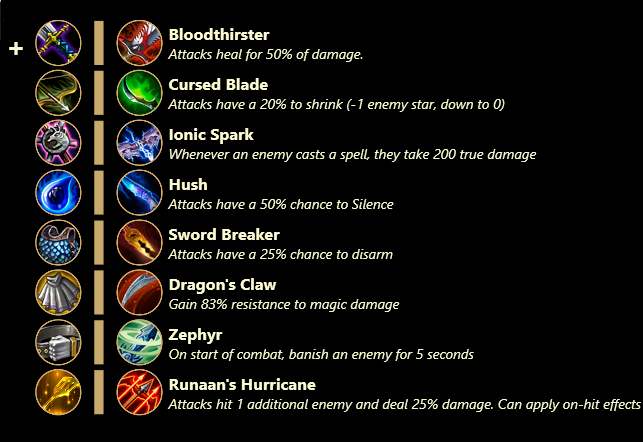 +
Bloodthirster
Attacks heal for 50% of damage.
Cursed Blade
Attacks have a 20% to shrink (-1 enemy star, down to 0)
Ionic Spark
Whenever an enemy casts a spell, they take 200 true damage
Hush
Attacks have a 50% chance to Silence
Sword Breaker
Attacks have a 25% chance to disarm
Dragon's Claw
Gain 83% resistance to magic damage
Zephyr
On start of combat, banish an enemy for 5 seconds
Runaan's Hurricane
Attacks hit 1 additional enemy and deal 25% damage. Can apply on-hit effects